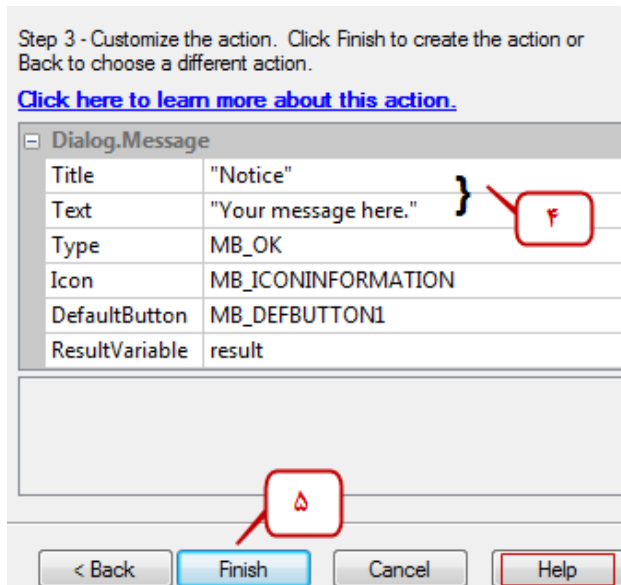 Step 3 - Customize the action. Click Finish to create the action or
Back to choose a different action.
Click here to learn more about this action.
Dialog.Message
Title "Notice"
Text "Your message here."
}
۴
Type MB_OK
Icon MB_ICONINFORMATION
DefaultButton MB_DEFBUTTON1
ResultVariable result
۵
< Back Finish Cancel Help